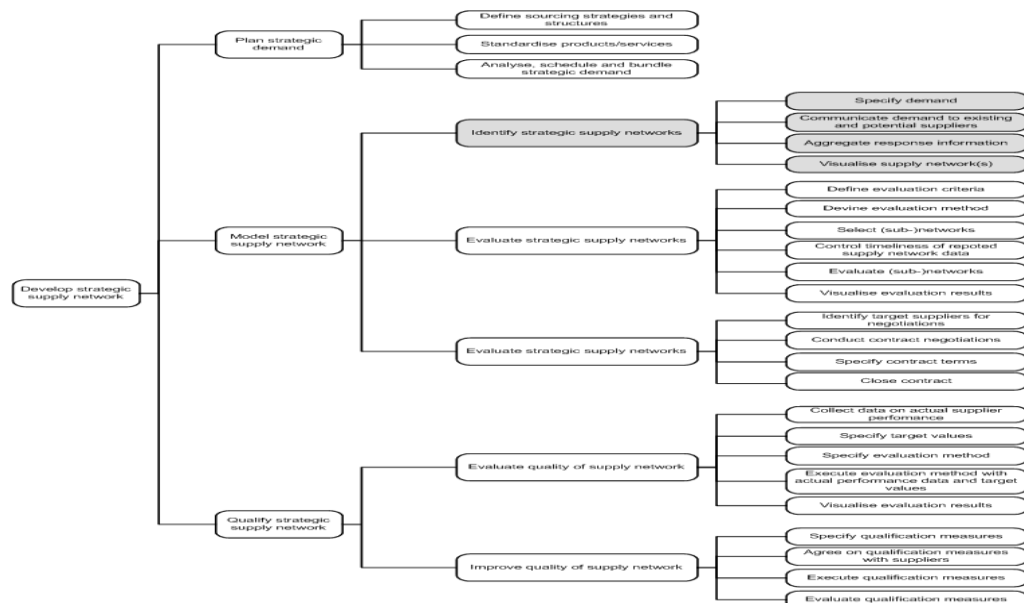 Develop strategic
supply network
Plan strategic
demand
Define sourcing strategies and
structures
Standardise products/services
Analyse, schedule and bundle
strategic demand
Model strategic
supply network
Identify strategic supply networks
Specify demand
Communicate demand to existing
and potential suppliers
Aggregate response information
Visualise supply network(s)
Evaluate strategic supply networks
Define evaluation criteria
Devine evaluation method
Select (sub-)networks
Control timeliness of repoted
supply network data
Evaluate (sub-)networks
Visualise evaluation results
Evaluate strategic supply networks
Identify target suppliers for
negotiations
Conduct contract negotiations
Specify contract terms
Close contract
Qualify strategic
supply network
Evaluate quality of supply network
Collect data on actual supplier
perfomance
Specify target values
Specify evaluation method
Execute evaluation method with
actual performance data and target
values
Visualise evaluation results
Improve quality of supply network
Specify qualification measures
Agree on qualification measures
with suppliers
Execute qualification measures
Evaluate qualification measures